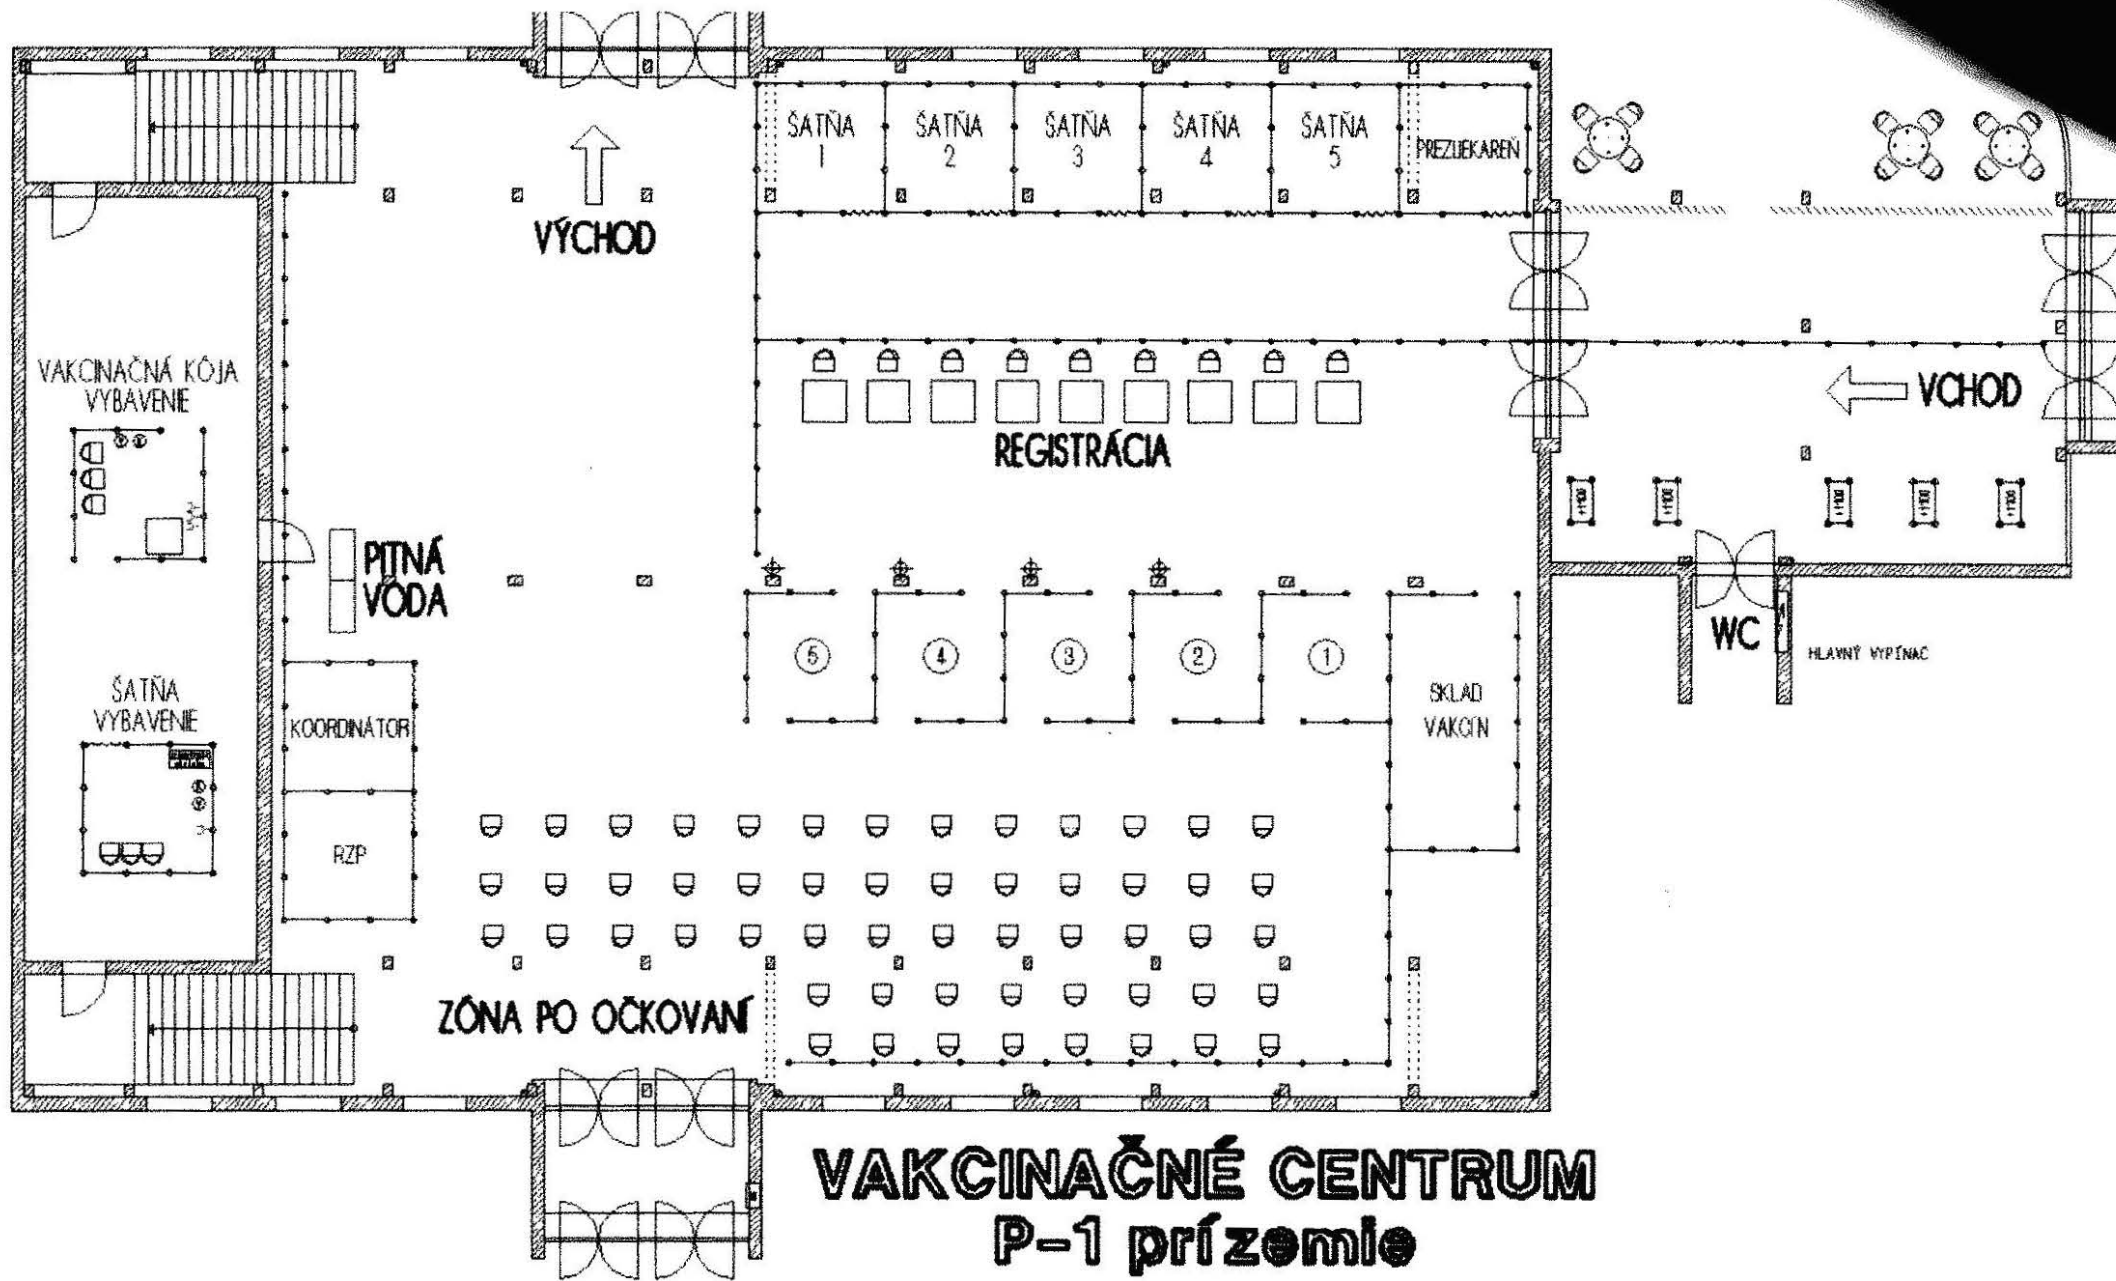 ŠATŇA
1
ŠATŇA
2
ŠATŇA
3
ŠATŇA
4
ŠATŇA
5
PREZLIEKAREŇ
VÝCHOD
VAKCINAČNÁ KÓJA
VYBAVENIE
VCHOD
REGISTRÁCIA
PITNÁ
VODA
5
4
3
2
1
WC
HLAVNÝ VYPÍNAČ
ŠATŇA
VYBAVENIE
SKLAD
VAKCÍN
KOORDINÁTOR
RZP
ZÓNA PO OČKOVANÍ
VAKCINAČNÉ CENTRUM
P-1 prízemie